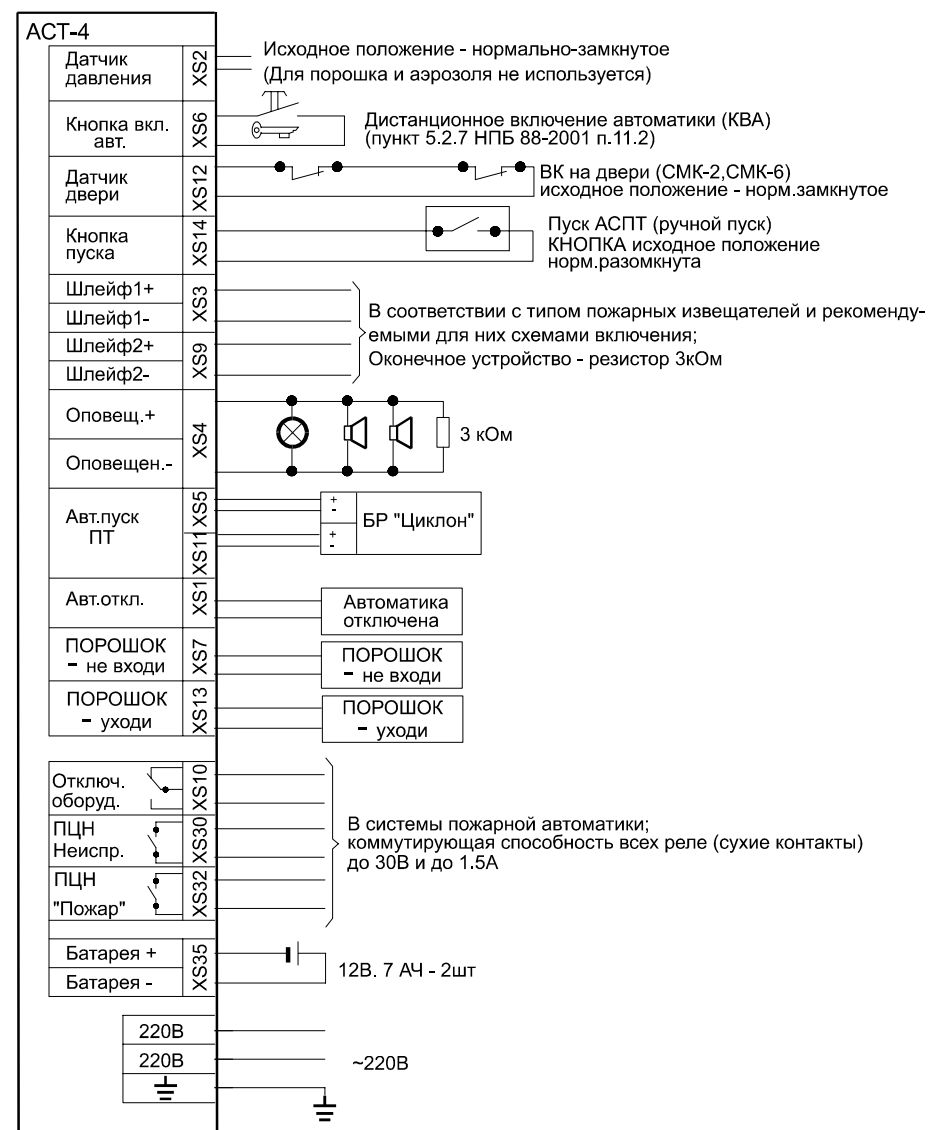 АСТ-4
Датчик
давления
XS2
Исходное положение - нормально-замкнутое
(Для порошка и аэрозоля не используется)
Кнопка вкл.
авт.
XS6
Дистанционное включение автоматики (КВА)
(пункт 5.2.7 НПБ 88-2001 п.11.2)
Датчик
двери
XS12
ВК на двери (СМК-2,СМК-6)
исходное положение - норм.замкнутое
Кнопка
пуска
XS14
Пуск АСПТ (ручной пуск)
КНОПКА исходное положение
норм.разомкнута
Шлейф1+
Шлейф1-
XS3
Шлейф2+
Шлейф2-
XS9
В соответствии с типом пожарных извещателей и рекоменду-
емыми для них схемами включения;
Оконечное устройство - резистор 3кОм
Оповещ.+
Оповещен.-
XS4
3 кОм
Авт.пуск
ПТ
XS5
XS11
+
-
+
-
БР "Циклон"
Авт.откл.
XS1
Автоматика
отключена
ПОРОШОК
- не входи
XS7
ПОРОШОК
- не входи
ПОРОШОК
- уходи
XS13
ПОРОШОК
- уходи
Отключ.
оборуд.
XS10
ПЦН
Неиспр.
XS30
ПЦН
"Пожар"
XS32
В системы пожарной автоматики;
коммутирующая способность всех реле (сухие контакты)
до 30В и до 1.5А
Батарея +
Батарея -
XS35
12В. 7 АЧ - 2шт
220В
220В
~220В